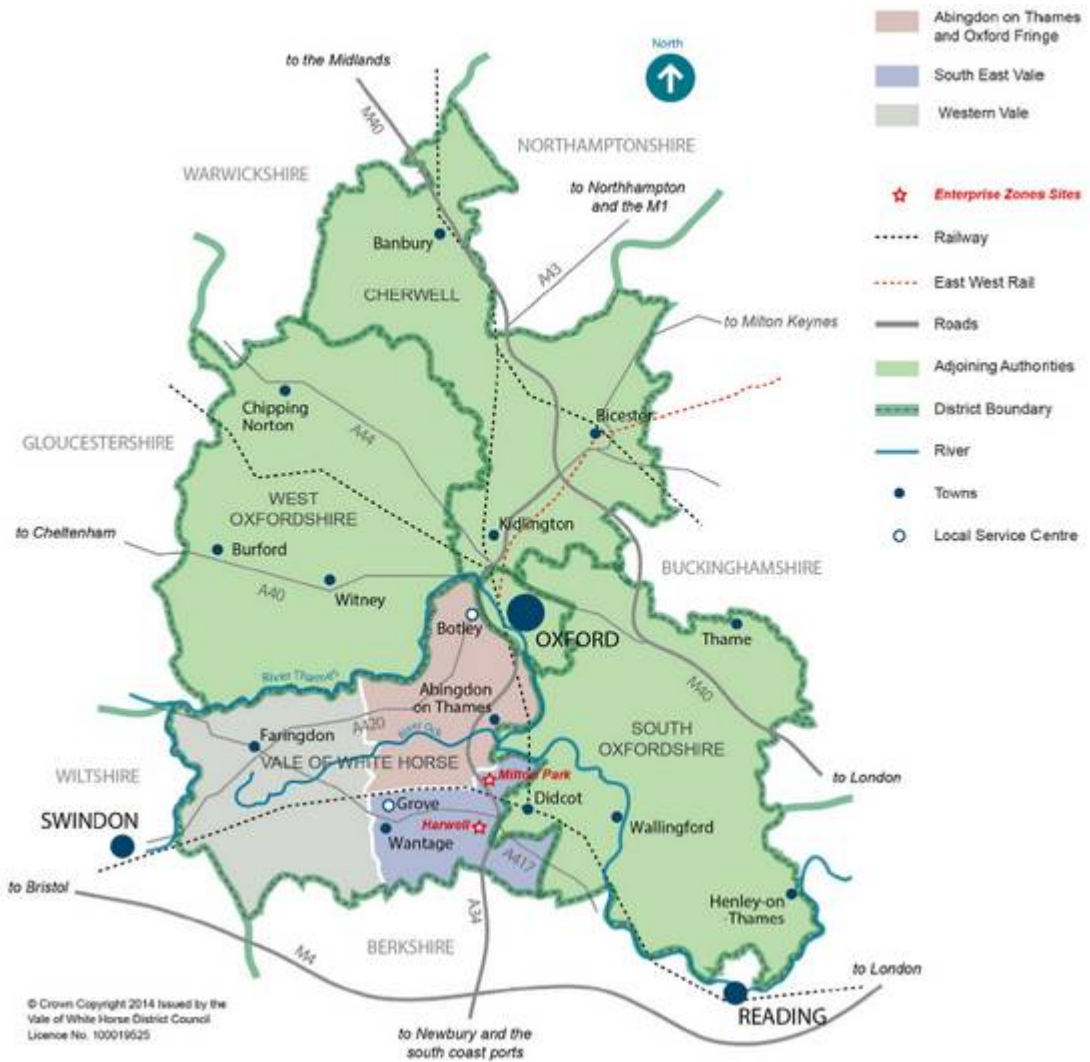 Abingdon on Thames
and Oxford Fringe
South East Vale
Western Vale
Enterprise Zones Sites
Railway
East West Rail
Roads
Adjoining Authorities
District Boundary
River
Towns
Local Service Centre
North
to the Midlands
M40
NORTHAMPTONSHIRE
WARWICKSHIRE
to Northhampton
and the M1
Banbury
A43
CHERWELL
to Milton Keynes
Chipping
Norton
Bicester
A44
GLOUCESTERSHIRE
WEST
OXFORDSHIRE
Kidlington
to Cheltenham
Burford
BUCKINGHAMSHIRE
A40
Witney
Botley
OXFORD
Thame
River Thames
M40
Abingdon
on Thames
SOUTH
OXFORDSHIRE
Faringdon
A420
River Ock
VALE OF WHITE HORSE
WILTSHIRE
Milton Park
to London
Grove
Didcot
SWINDON
Harwell
Wallingford
Wantage
A417
to Bristol
Henley-on
-Thames
A34
BERKSHIRE
M4
to London
READING
© Crown Copyright 2014 Issued by the
Vale of White Horse District Council
Licence No. 100019525
to Newbury and the
south coast ports